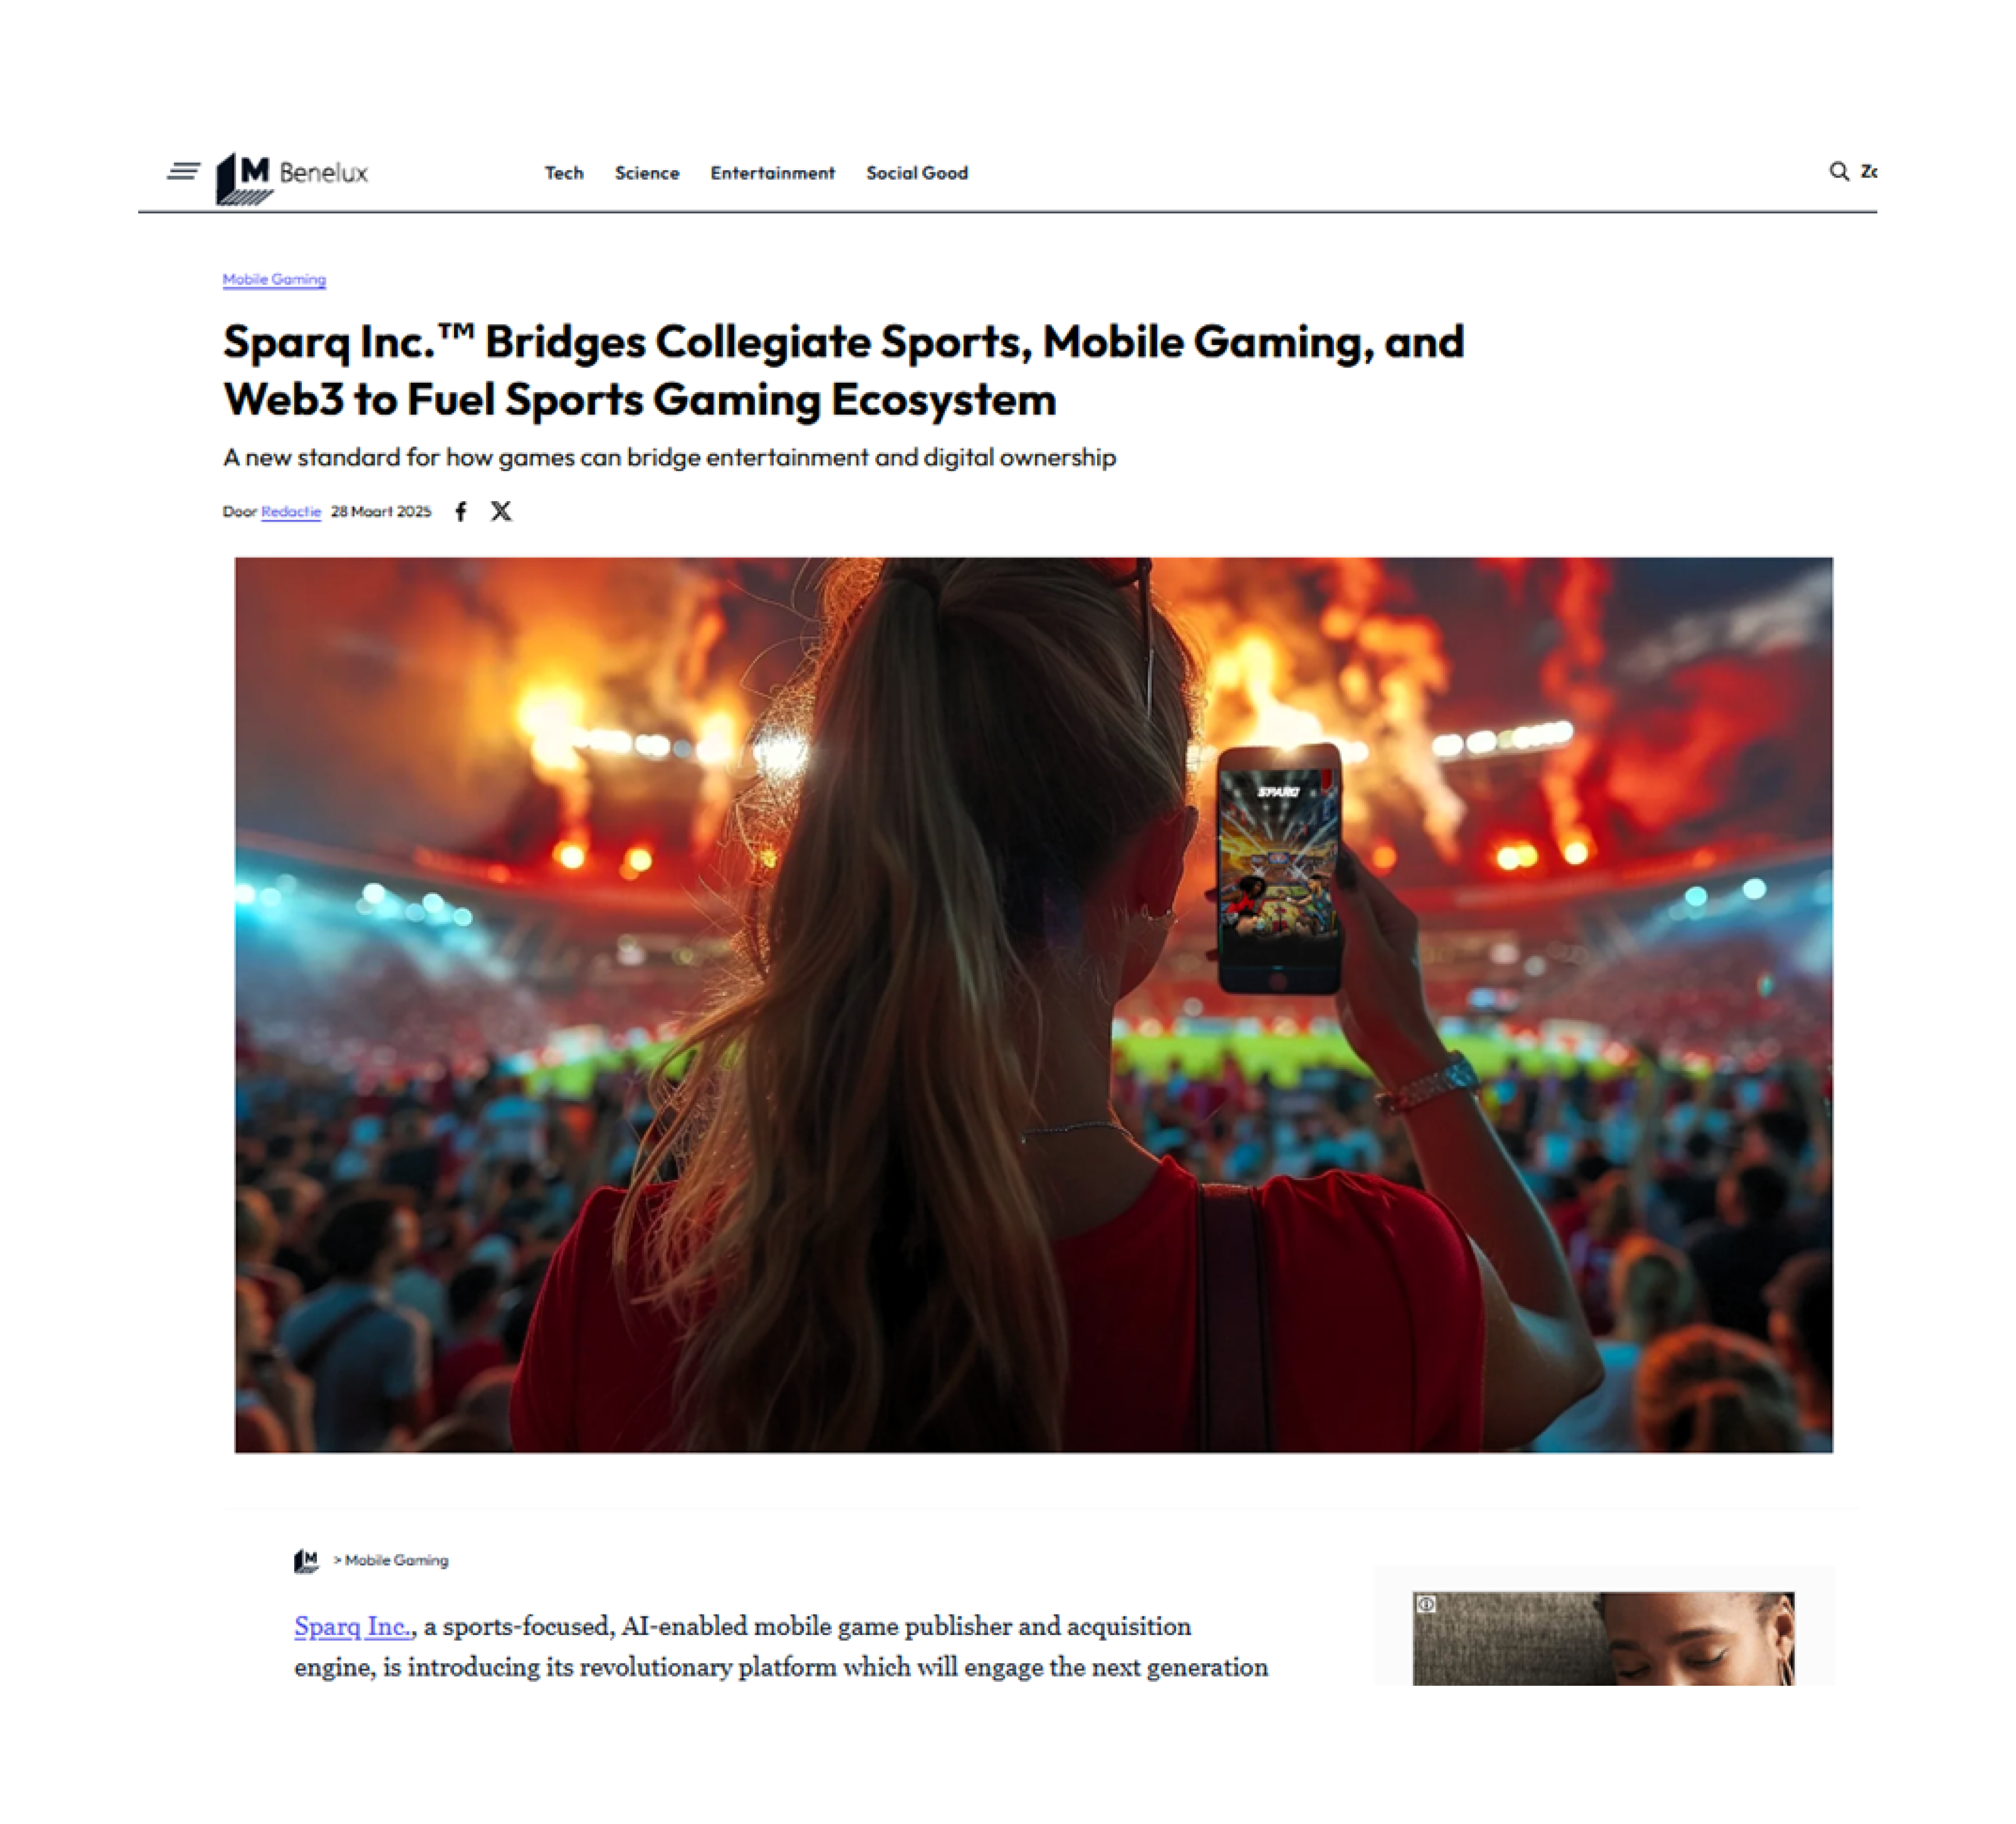 M Benelux
Tech Science Entertainment Social Good
Mobile Gaming
Sparq Inc.™ Bridges Collegiate Sports, Mobile Gaming, and
Web3 to Fuel Sports Gaming Ecosystem
A new standard for how games can bridge entertainment and digital ownership
Door Redactie 28 Maart 2025
SPARQ
M > Mobile Gaming
Sparq Inc., a sports-focused, AI-enabled mobile game publisher and acquisition
engine, is introducing its revolutionary platform which will engage the next generation